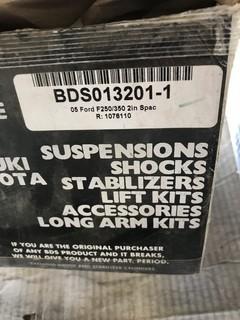 BDS013201-1
05 Ford F250/350 2in Spac
R: 1076110
E
UKI
OTA
SUSPENSIONS
SHOCKS
STABILIZERS
LIFT KITS
ACCESSORIES
LONG ARM KITS
IF YOU ARE THE ORIGINAL PURCHASER
OF ANY BDS PRODUCT AND IT BREAKS,
WE WILL GIVE YOU A NEW PART. PERIOD.